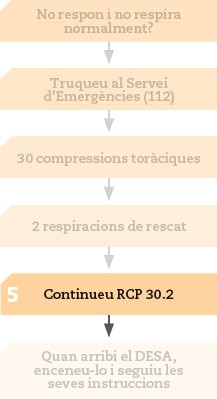 No respon i no respira
normalment?
Truqueu al Servei
d'Emergències (112)
30 compressions toràciques
2 respiracions de rescat
5 Continueu RCP 30.2
Quan arribi el DESA,
enceneu-lo i seguiu les
seves instruccions